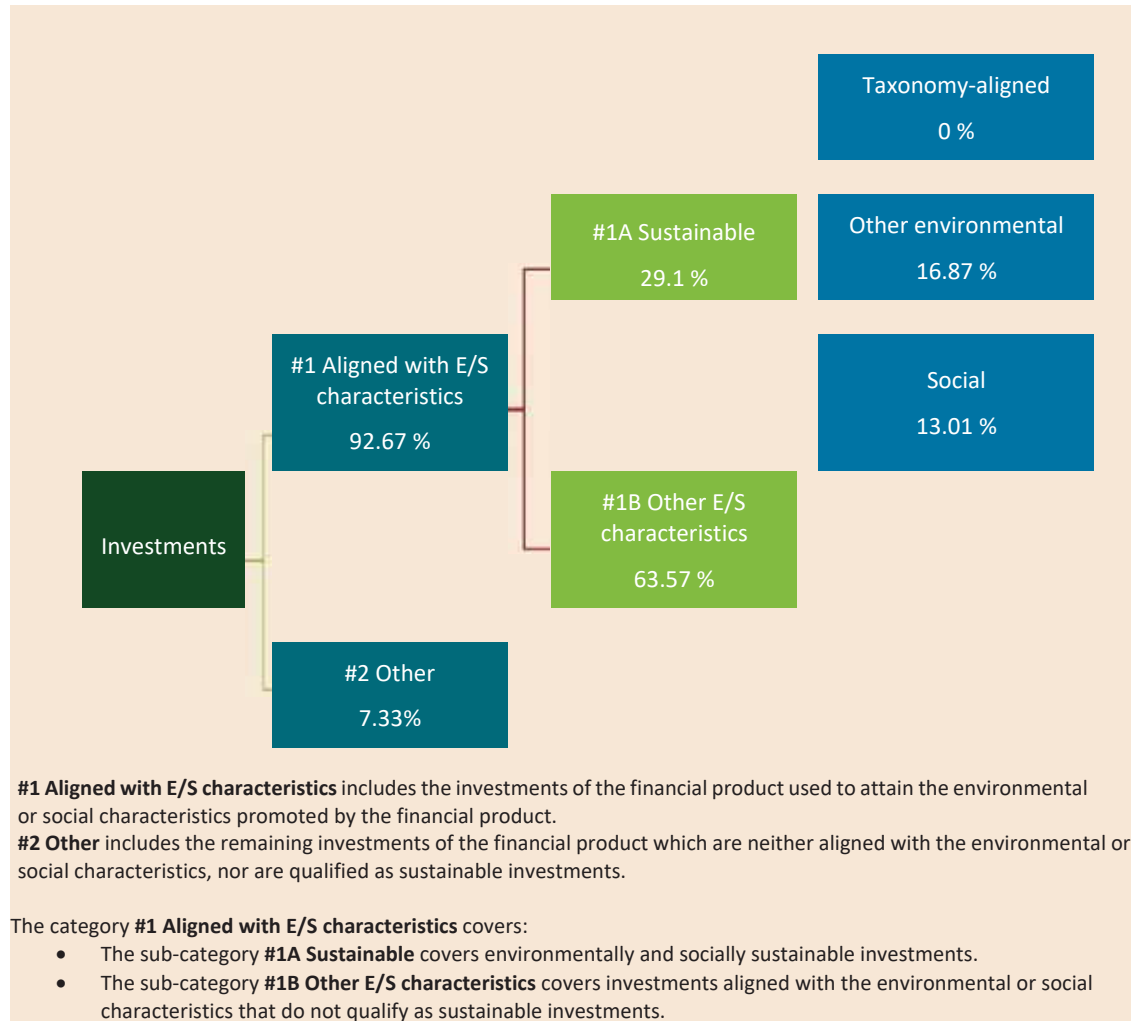 Taxonomy-aligned
0 %
#1A Sustainable
29.1 %
Other environmental
16.87 %
#1 Aligned with E/S
characteristics
92.67 %
Social
13.01 %
Investments
#1B Other E/S
characteristics
63.57 %
#2 Other
7.33%
#1 Aligned with E/S characteristics includes the investments of the financial product used to attain the environmental
or social characteristics promoted by the financial product.
#2 Other includes the remaining investments of the financial product which are neither aligned with the environmental or
social characteristics, nor are qualified as sustainable investments.
The category #1 Aligned with E/S characteristics covers:
• The sub-category #1A Sustainable covers environmentally and socially sustainable investments.
• The sub-category #1B Other E/S characteristics covers investments aligned with the environmental or social
characteristics that do not qualify as sustainable investments.